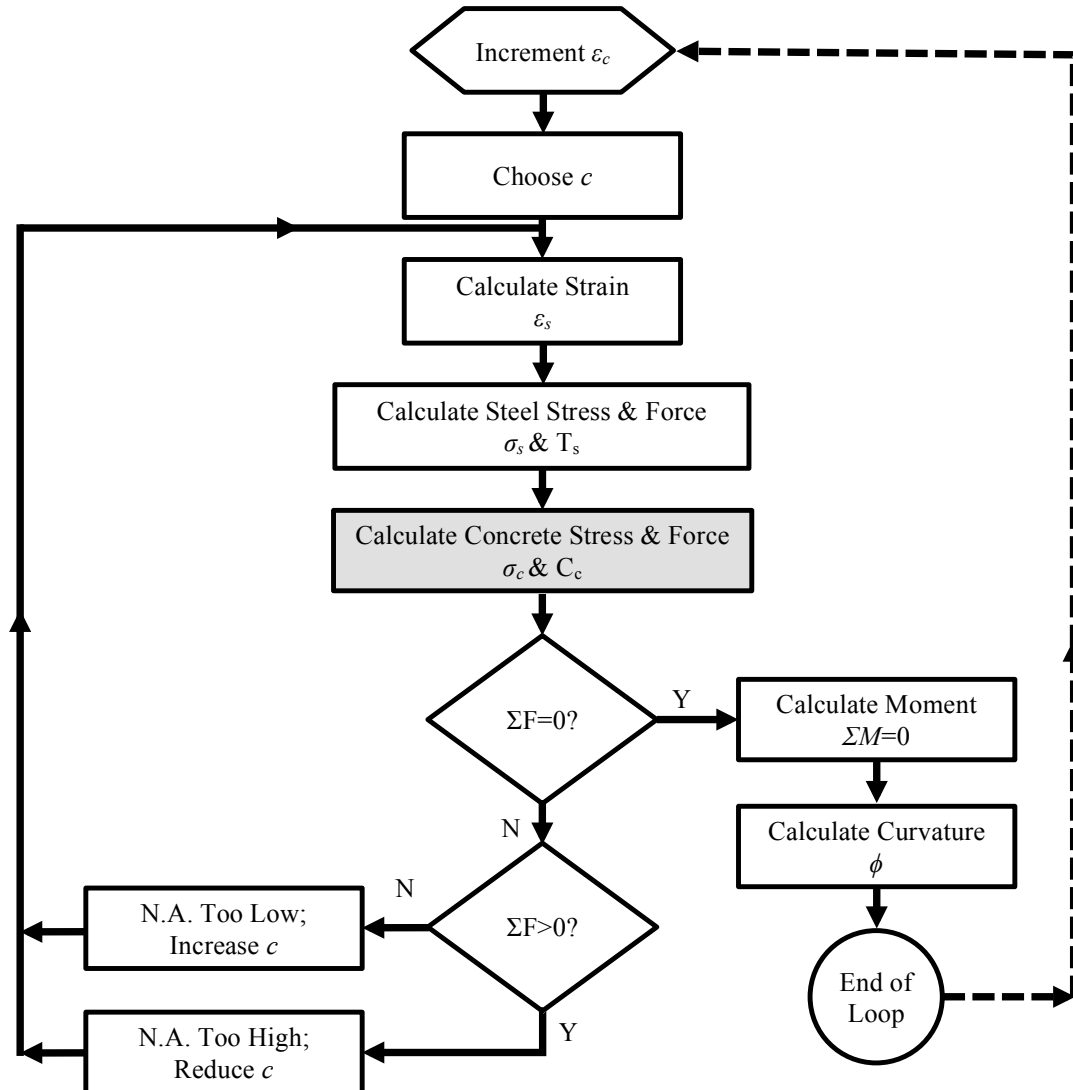 Increment εc
Choose c
Calculate Strain
εs
Calculate Steel Stress & Force
σs & Ts
Calculate Concrete Stress & Force
σc & Cc
ΣF=0?
Y
Calculate Moment
ΣM=0
Calculate Curvature
ϕ
End of
Loop
N
ΣF>0?
N
N.A. Too Low;
Increase c
Y
N.A. Too High;
Reduce c